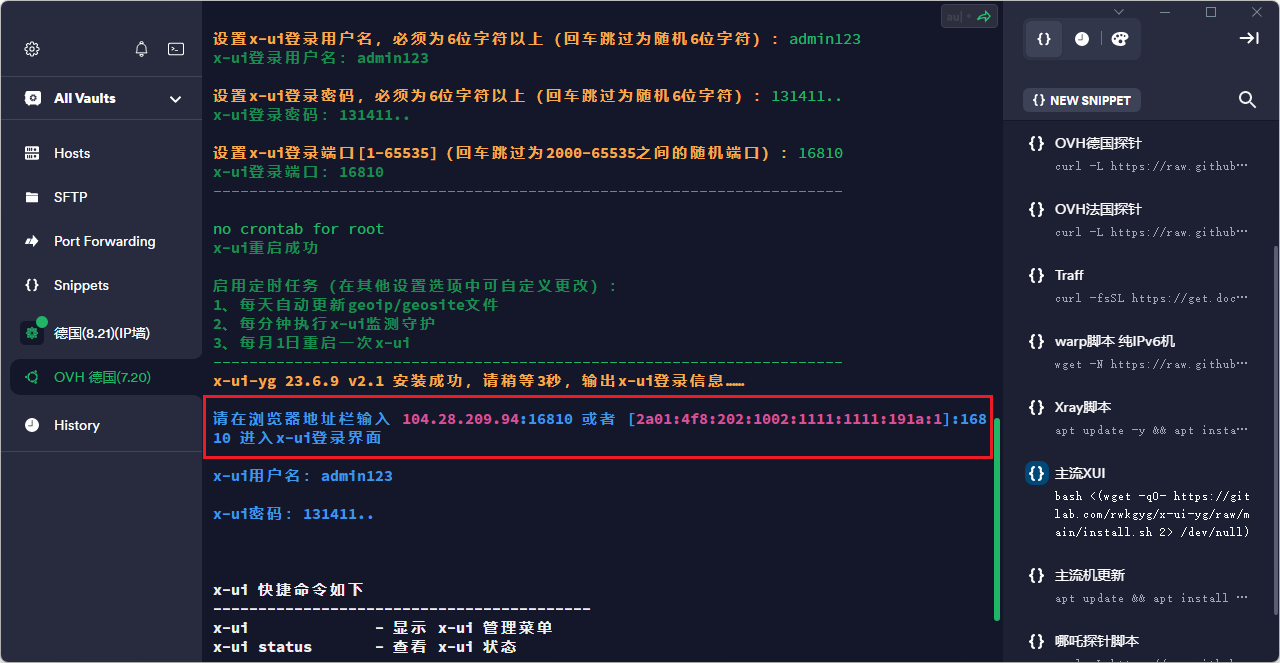 All Vaults
Hosts
SFTP
Port Forwarding
Snippets
德国(8.21)(IP墙)
OVH 德国(7.20)
History
设置x-ui登录用户名，必须为6位字符以上（回车跳过为随机6位字符）：admin123
x-ui登录用户名：admin123
设置x-ui登录密码，必须为6位字符以上（回车跳过为随机6位字符）：131411..
x-ui登录密码：131411..
设置x-ui登录端口[1-65535]（回车跳过为2000-65535之间的随机端口）：16810
x-ui登录端口：16810
----------------------------------------------------------------------
no crontab for root
x-ui重启成功
启用定时任务（在其他设置选项中可自定义更改）：
1、每天自动更新geoip/geosite文件
2、每分钟执行x-ui监测守护
3、每月1日重启一次x-ui
----------------------------------------------------------------------
x-ui-yg 23.6.9 v2.1 安装成功，请稍等3秒，输出x-ui登录信息……
请在浏览器地址栏输入 104.28.209.94:16810 或者 [2a01:4f8:202:1002:1111:1111:191a:1]:168
10 进入x-ui登录界面
x-ui用户名：admin123
x-ui密码：131411..
x-ui 快捷命令如下
------------------------------------------
x-ui              - 显示 x-ui 管理菜单
x-ui status       - 查看 x-ui 状态
{} NEW SNIPPET
{} OVH德国探针
curl -L https://raw.github…
{} OVH法国探针
curl -L https://raw.github…
{} Traff
curl -fsSL https://get.doc…
{} warp脚本 纯IPv6机
wget -N https://raw.github…
{} Xray脚本
apt update -y && apt insta…
{} 主流XUI
bash <(wget -qO- https://git
lab.com/rwkgyg/x-ui-yg/raw/m
ain/install.sh 2> /dev/null)
{} 主流机更新
apt update && apt install …
{} 哪吒探针脚本